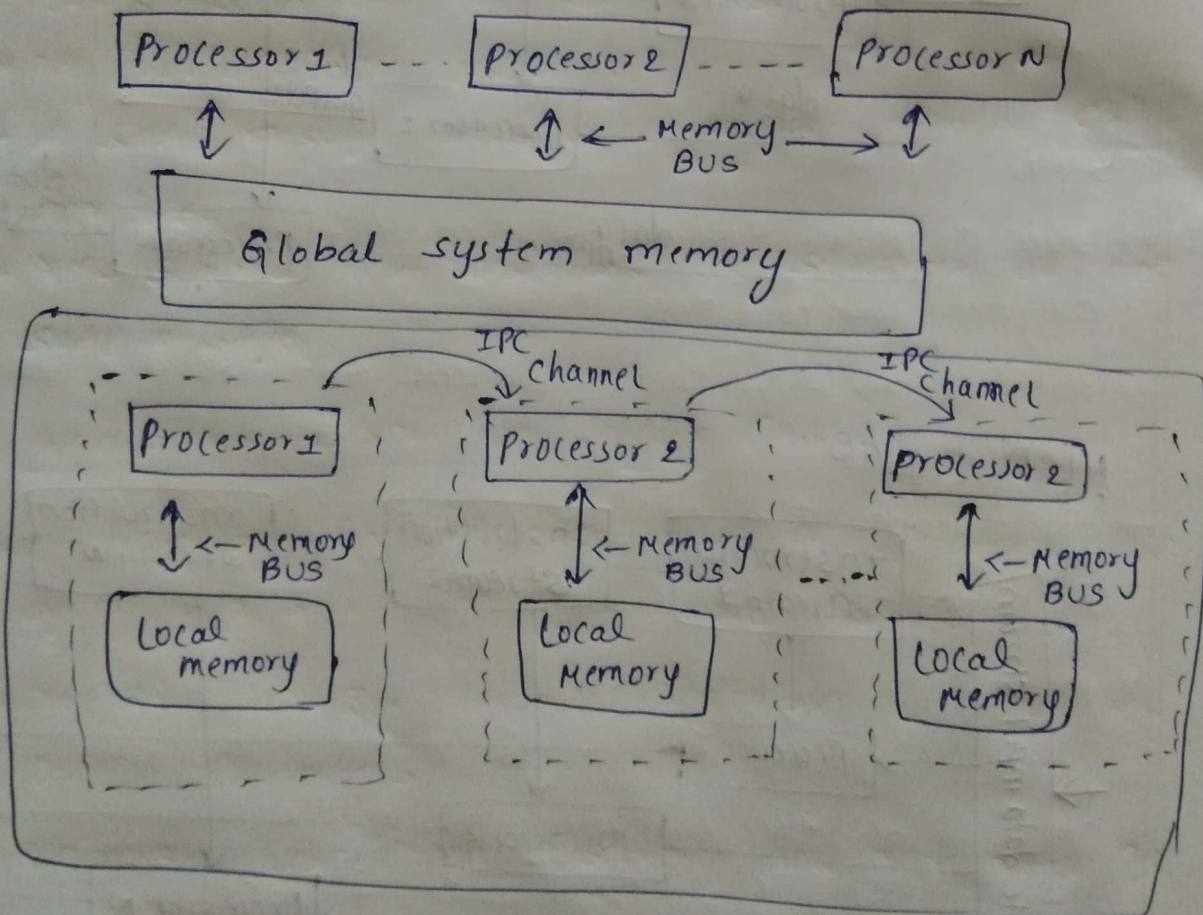 Processor 1
Processor 2
Processor N
Memory
BUS
Global system memory
IPC
Channel
IPC
Channel
Processor 1
Processor 2
Processor 2
Memory
BUS
Memory
BUS
Memory
BUS
Local
memory
Local
Memory
Local
Memory